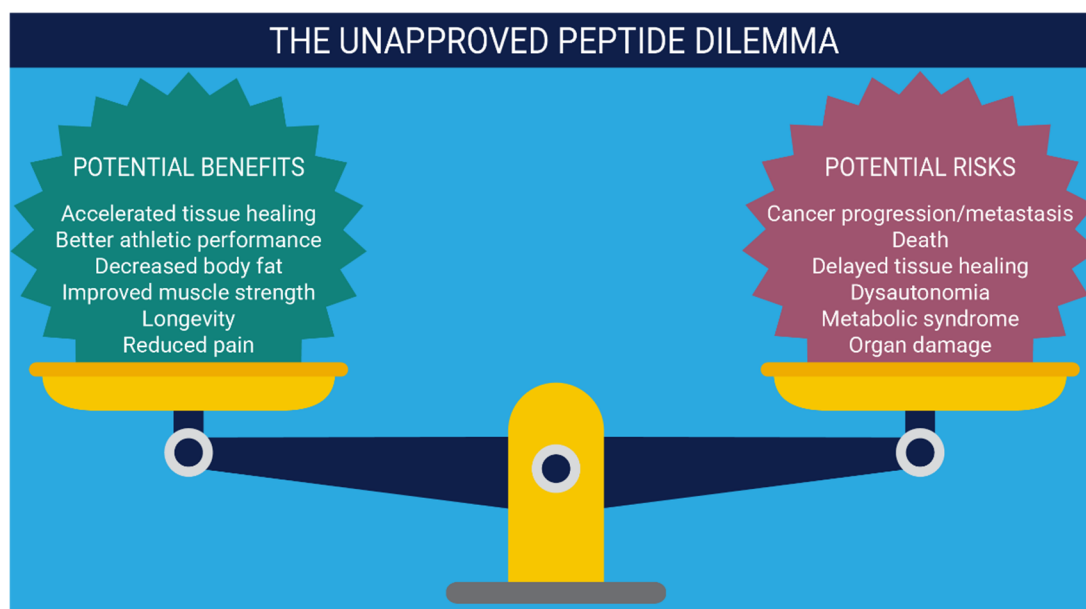 THE UNAPPROVED PEPTIDE DILEMMA
POTENTIAL BENEFITS
Accelerated tissue healing
Better athletic performance
Decreased body fat
Improved muscle strength
Longevity
Reduced pain
POTENTIAL RISKS
Cancer progression/metastasis
Death
Delayed tissue healing
Dysautonomia
Metabolic syndrome
Organ damage